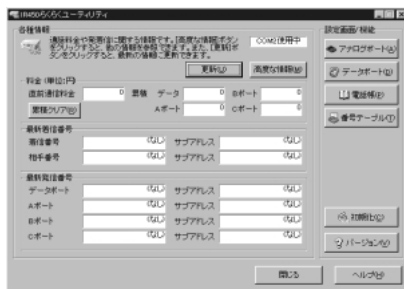 IR450らくらくユーティリティ
各種情報
通話料金や発着信に関する情報です。[高度な情報]ボタン
をクリックすると、他の情報を参照できます。また、[更新]ボ
タンをクリックすると、最新の情報に更新できます。
COM2使用中
更新(U)
高度な情報(M)
料金 (単位:円)
直前通信料金 0 累積 データ 0 Bポート 0
累積クリア(R) Aポート 0 Cポート 0
最新着信番号
着信番号 (なし) サブアドレス (なし)
相手番号 (なし) サブアドレス (なし)
最新発信番号
データポート (なし) サブアドレス (なし)
Aポート (なし) サブアドレス (なし)
Bポート (なし) サブアドレス (なし)
Cポート (なし) サブアドレス (なし)
設定画面/機能
アナログポート(A)
データポート(D)
電話帳(P)
番号テーブル(T)
初期化(C)
バージョン(V)
閉じる
ヘルプ(H)